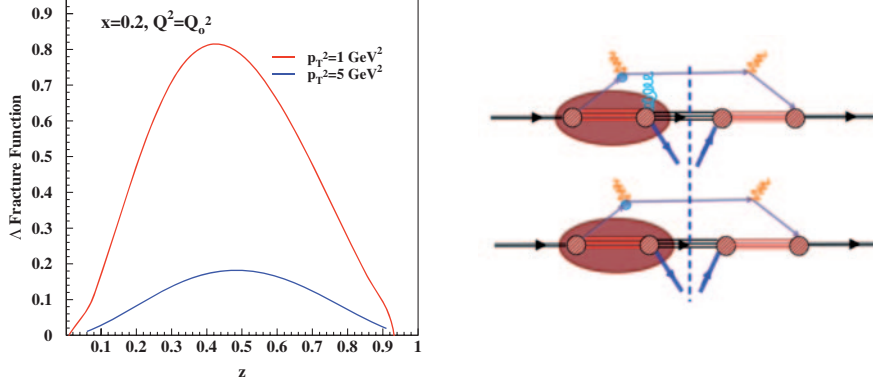 x=0.2, Q²=Qₒ²
p_T²=1 GeV²
p_T²=5 GeV²
Λ Fracture Function
0.9
0.8
0.7
0.6
0.5
0.4
0.3
0.2
0.1
0
0.1 0.2 0.3 0.4 0.5 0.6 0.7 0.8 0.9 1
z